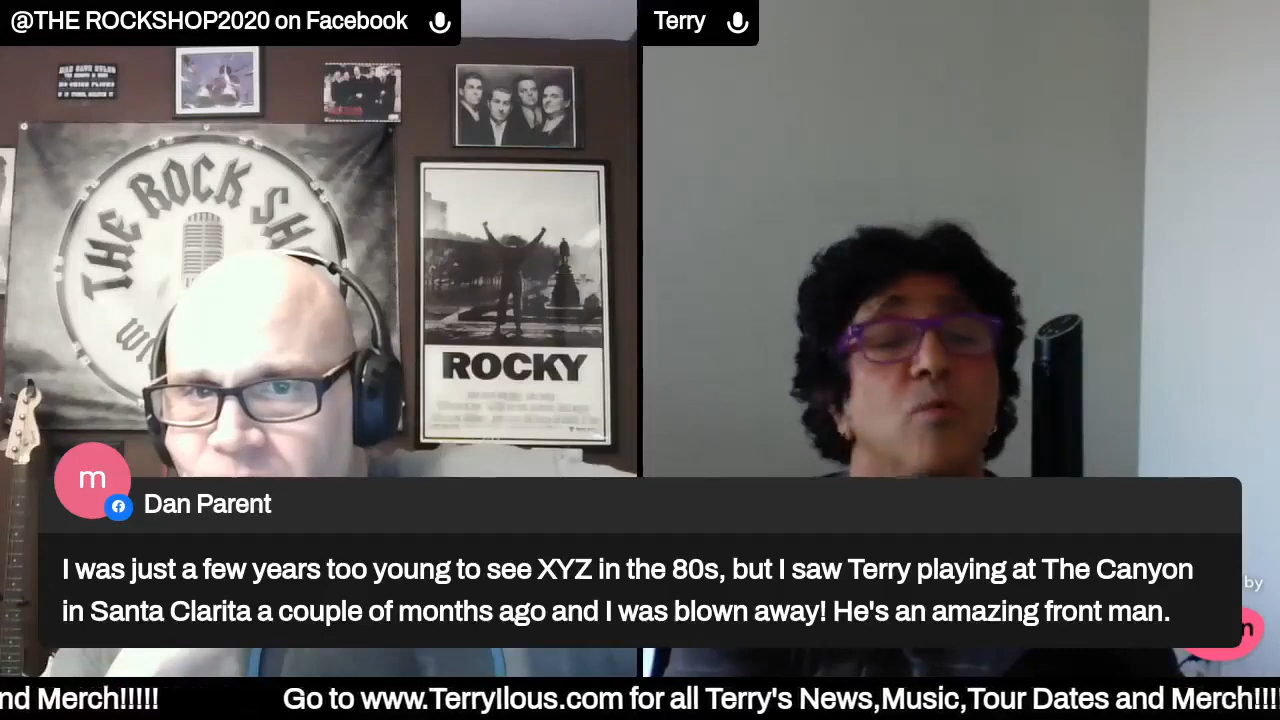 @THE ROCKSHOP2020 on Facebook
Terry
THE ROCK SH
WI
ROCKY
m
Dan Parent
I was just a few years too young to see XYZ in the 80s, but I saw Terry playing at The Canyon
in Santa Clarita a couple of months ago and I was blown away! He's an amazing front man.
by
nd Merch!!!!!
Go to www.TerryIlous.com for all Terry's News,Music,Tour Dates and Merch!!!!